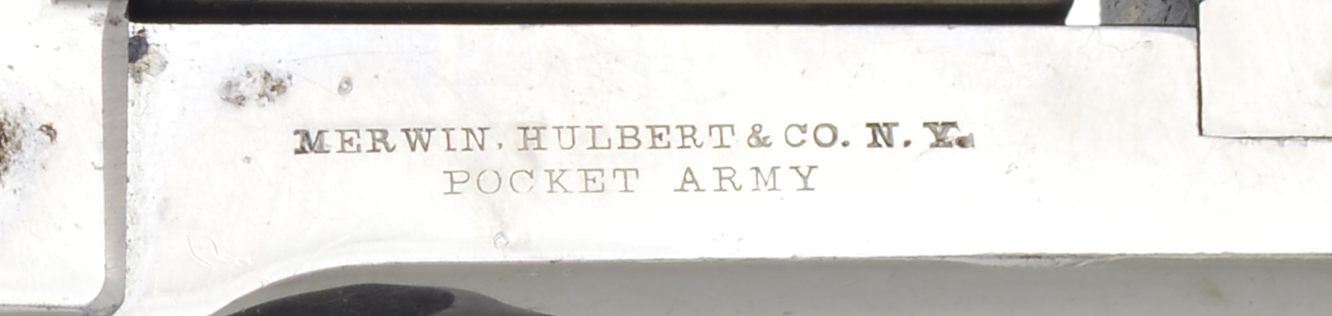 MERWIN. HULBERT & CO. N. Y.
POCKET ARMY